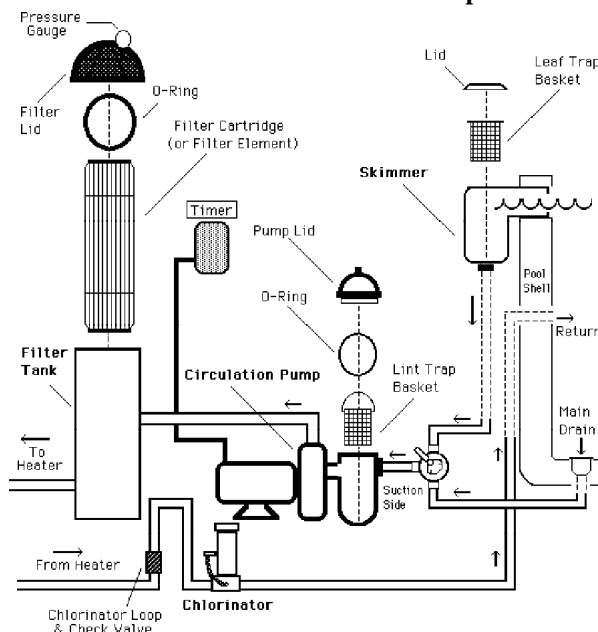 Pressure
Gauge
Filter
Lid
O-Ring
Filter Cartridge
(or Filter Element)
Lid
Leaf Trap
Basket
Skimmer
Timer
Pump Lid
O-Ring
Pool
Shell
Return
Filter
Tank
Circulation Pump
Lint Trap
Basket
Main
Drain
To
Heater
Suction
Side
From Heater
Chlorinator
Chlorinator Loop
& Check Valve